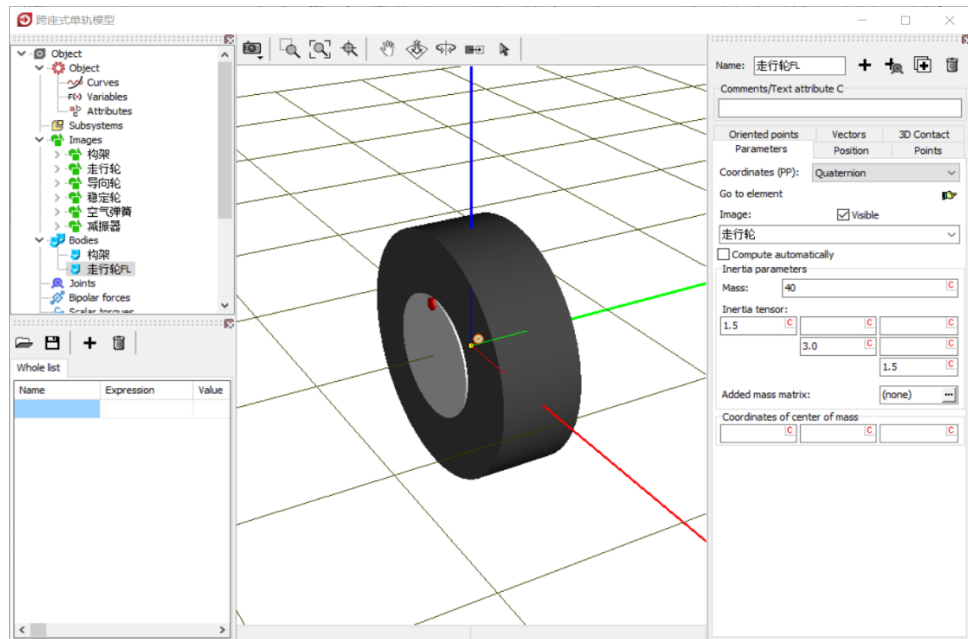 跨座式单轨模型
Object
Object
Curves
F(x) Variables
Attributes
Subsystems
Images
构架
走行轮
导向轮
稳定轮
空气弹簧
减振器
Bodies
构架
走行轮FL
Joints
Bipolar forces
Scalar torques
Whole list
Name Expression Value
Name: 走行轮FL
Comments/Text attribute C
Oriented points Vectors 3D Contact
Parameters Position Points
Coordinates (PP): Quaternion
Go to element
Image: Visible
走行轮
Compute automatically
Inertia parameters
Mass: 40 C
Inertia tensor:
1.5 C C C
3.0 C
1.5 C
Added mass matrix: (none) ...
Coordinates of center of mass
C C C